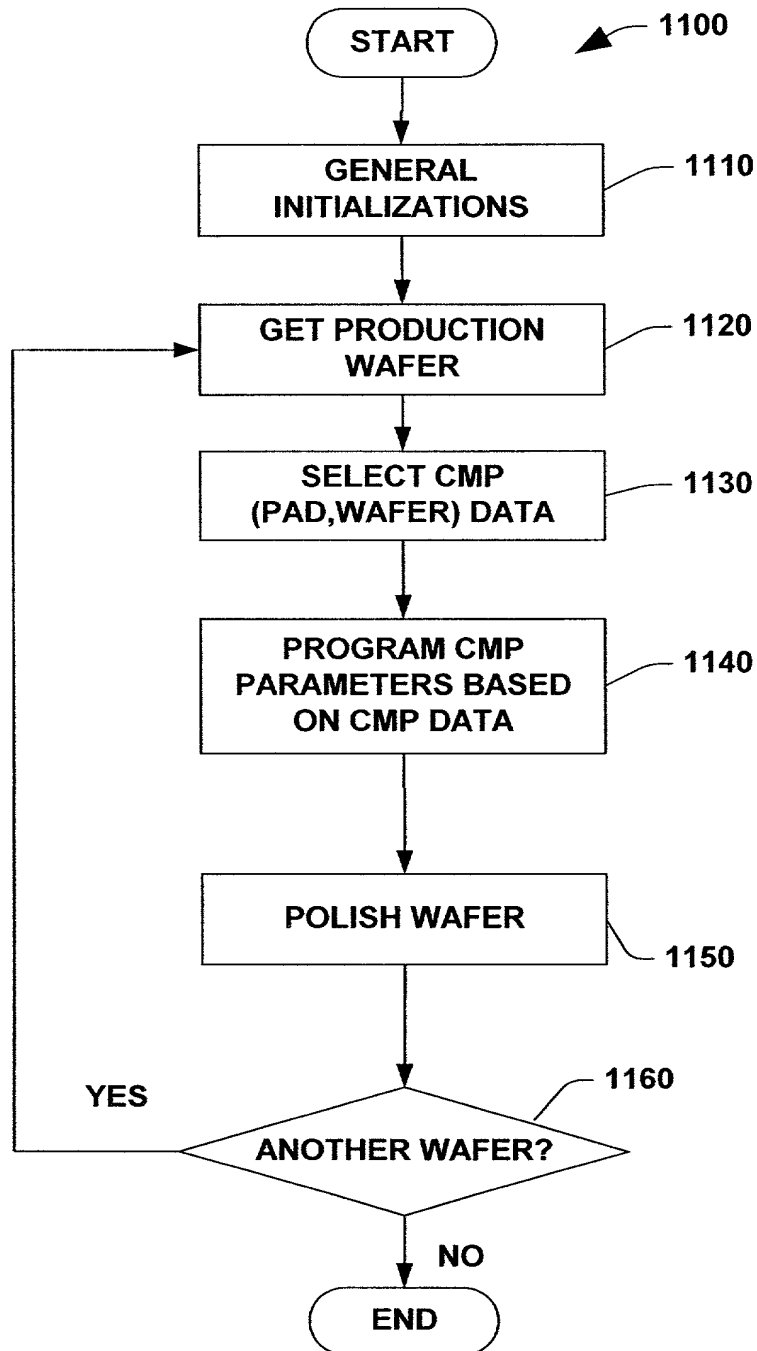 START
1100
GENERAL
INITIALIZATIONS
1110
GET PRODUCTION
WAFER
1120
SELECT CMP
(PAD,WAFER) DATA
1130
PROGRAM CMP
PARAMETERS BASED
ON CMP DATA
1140
POLISH WAFER
1150
1160
YES
ANOTHER WAFER?
NO
END